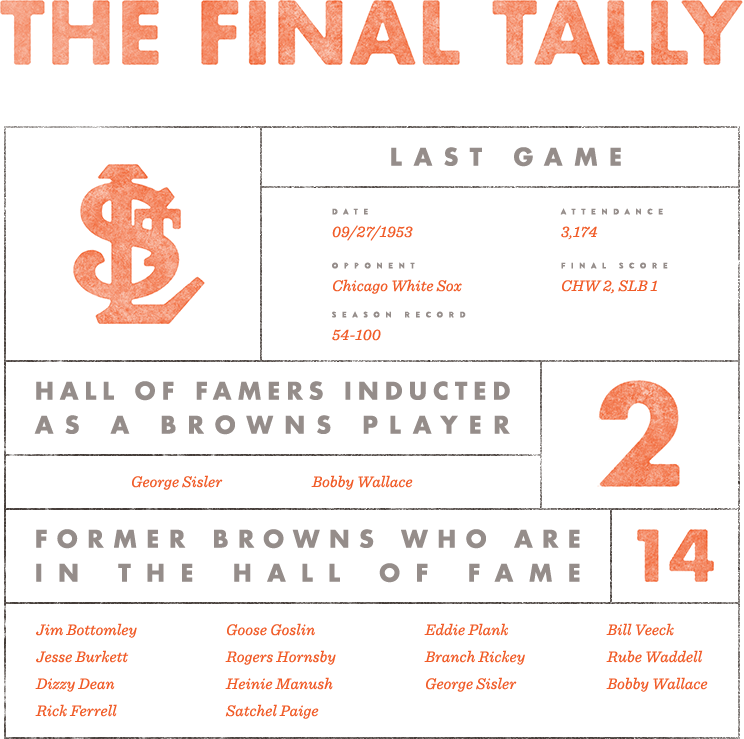 THE FINAL TALLY
LAST GAME
DATE
09/27/1953
ATTENDANCE
3,174
OPPONENT
Chicago White Sox
FINAL SCORE
CHW 2, SLB 1
SEASON RECORD
54-100
StL
HALL OF FAMERS INDUCTED
AS A BROWNS PLAYER
2
George Sisler
Bobby Wallace
FORMER BROWNS WHO ARE
IN THE HALL OF FAME
14
Jim Bottomley
Jesse Burkett
Dizzy Dean
Rick Ferrell
Goose Goslin
Rogers Hornsby
Heinie Manush
Satchel Paige
Eddie Plank
Branch Rickey
George Sisler
Bill Veeck
Rube Waddell
Bobby Wallace